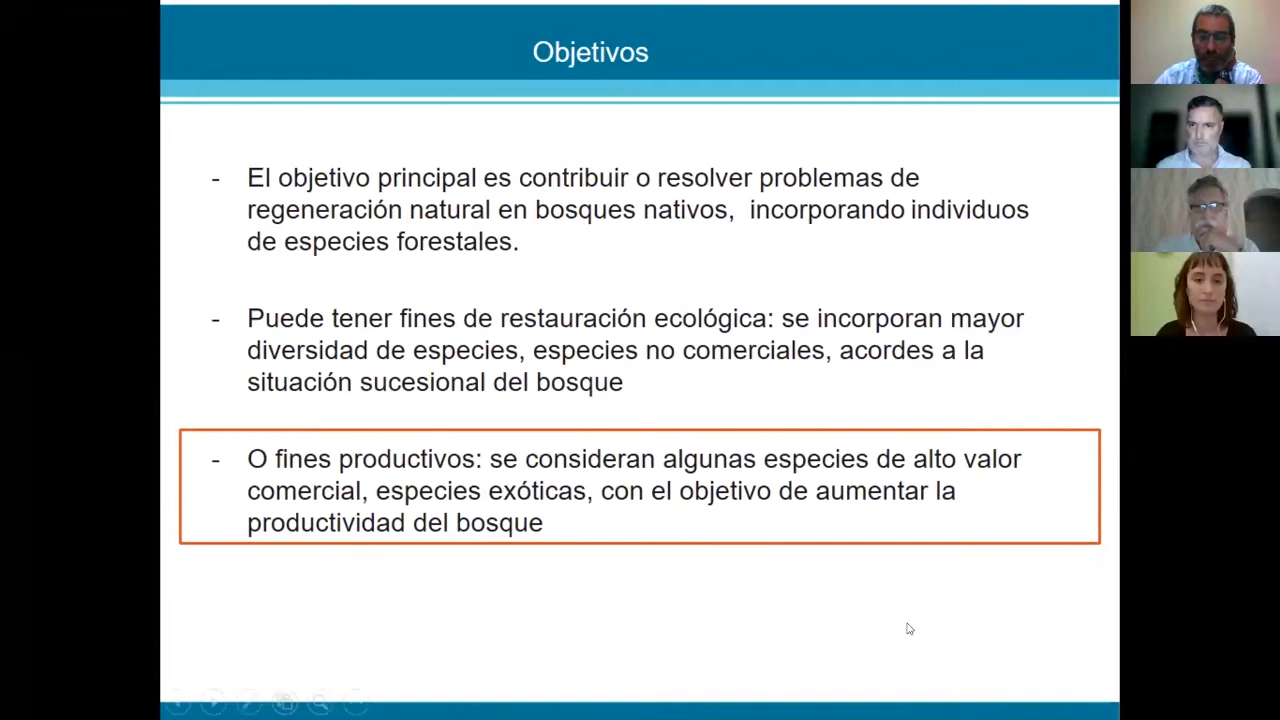 Objetivos
- El objetivo principal es contribuir o resolver problemas de
regeneración natural en bosques nativos, incorporando individuos
de especies forestales.
- Puede tener fines de restauración ecológica: se incorporan mayor
diversidad de especies, especies no comerciales, acordes a la
situación sucesional del bosque
- O fines productivos: se consideran algunas especies de alto valor
comercial, especies exóticas, con el objetivo de aumentar la
productividad del bosque